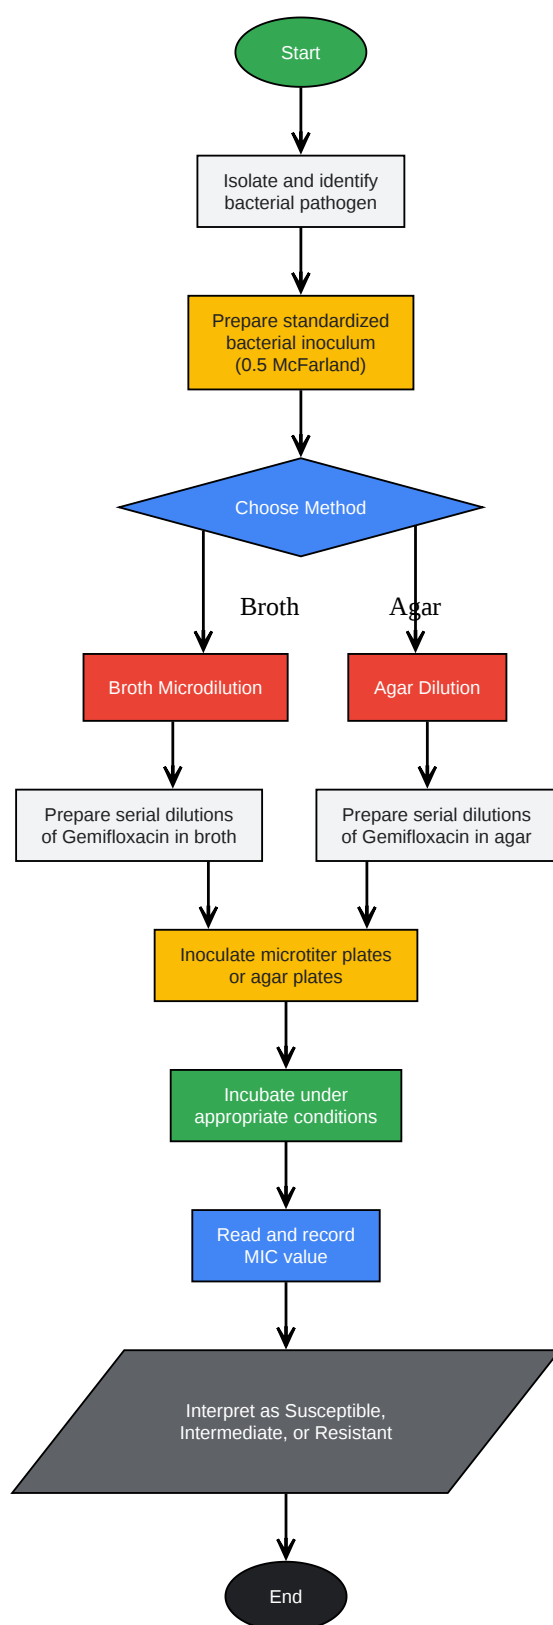 Start
Isolate and identify
bacterial pathogen
Prepare standardized
bacterial inoculum
(0.5 McFarland)
Choose Method
Broth
Agar
Broth Microdilution
Agar Dilution
Prepare serial dilutions
of Gemifloxacin in broth
Prepare serial dilutions
of Gemifloxacin in agar
Inoculate microtiter plates
or agar plates
Incubate under
appropriate conditions
Read and record
MIC value
Interpret as Susceptible,
Intermediate, or Resistant
End